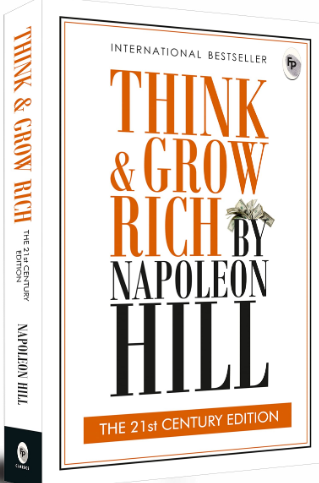 INTERNATIONAL BESTSELLER
FP
THINK
& GROW
RICH BY
NAPOLEON
HILL
THE 21st CENTURY EDITION
THINK & GROW RICH
THE 21st CENTURY
EDITION
NAPOLEON HILL
FP
CLASSICS